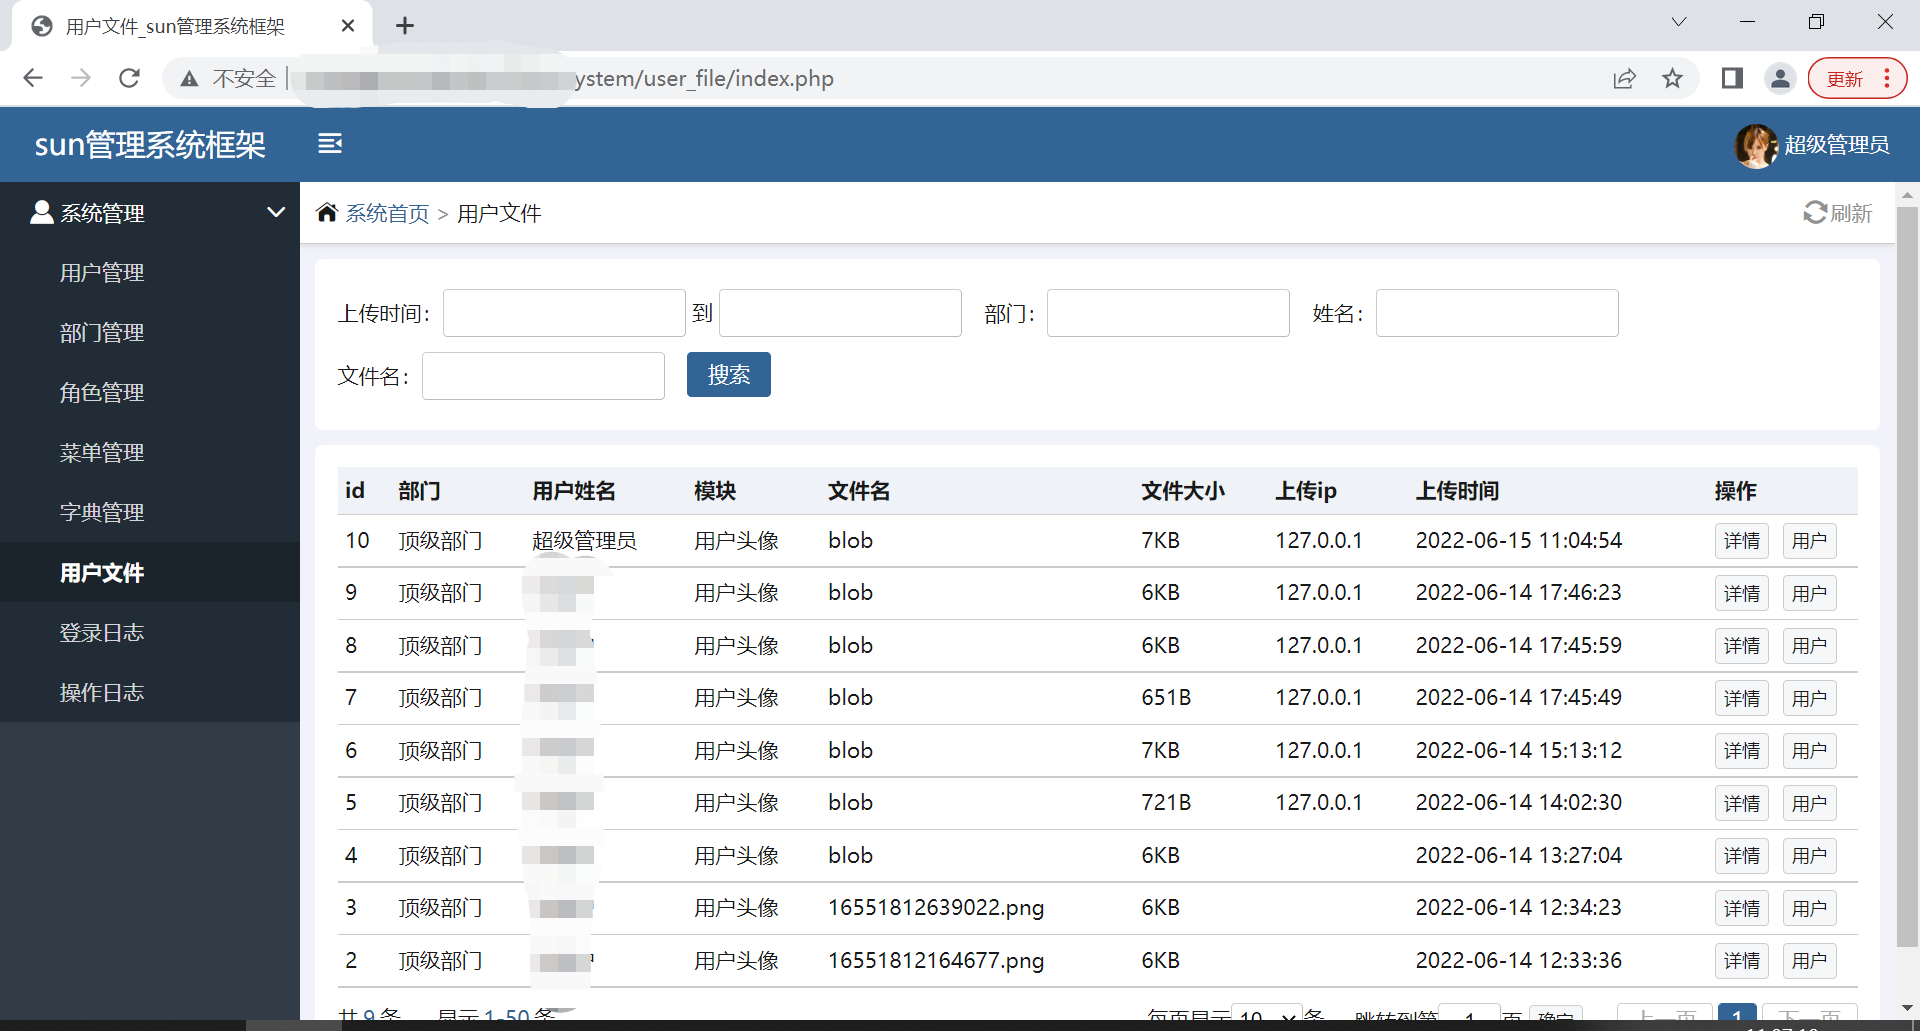 用户文件_sun管理系统框架
不安全 ystem/user_file/index.php 更新
sun管理系统框架 超级管理员
系统管理
用户管理
部门管理
角色管理
菜单管理
字典管理
用户文件
登录日志
操作日志
系统首页 > 用户文件 刷新
上传时间： 到 部门： 姓名：
文件名： 搜索
id 部门 用户姓名 模块 文件名 文件大小 上传ip 上传时间 操作
10 顶级部门 超级管理员 用户头像 blob 7KB 127.0.0.1 2022-06-15 11:04:54 详情 用户
9 顶级部门 用户头像 blob 6KB 127.0.0.1 2022-06-14 17:46:23 详情 用户
8 顶级部门 用户头像 blob 6KB 127.0.0.1 2022-06-14 17:45:59 详情 用户
7 顶级部门 用户头像 blob 651B 127.0.0.1 2022-06-14 17:45:49 详情 用户
6 顶级部门 用户头像 blob 7KB 127.0.0.1 2022-06-14 15:13:12 详情 用户
5 顶级部门 用户头像 blob 721B 127.0.0.1 2022-06-14 14:02:30 详情 用户
4 顶级部门 用户头像 blob 6KB 2022-06-14 13:27:04 详情 用户
3 顶级部门 用户头像 16551812639022.png 6KB 2022-06-14 12:34:23 详情 用户
2 顶级部门 用户头像 16551812164677.png 6KB 2022-06-14 12:33:36 详情 用户
共 9 条 显示 1-50 条 每页显示 10 条 跳转到第 1 页 确定 上一页 1 下一页